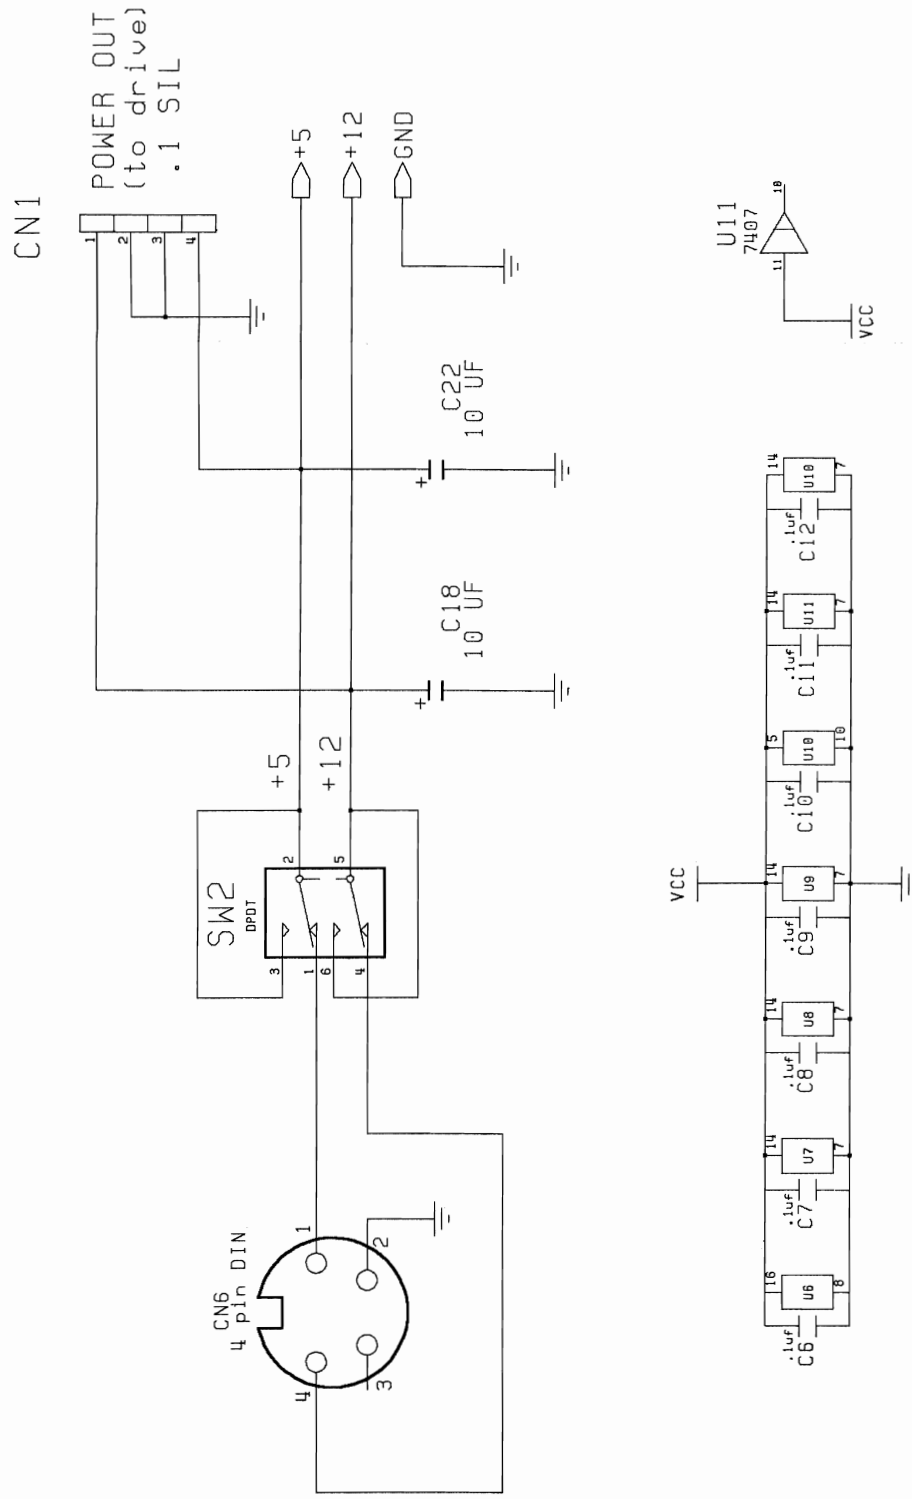 CN1
POWER OUT
(to drive)
.1 SIL
1
2
3
4
+5
+12
GND
C18
10 UF
+
C22
10 UF
+
+5
+12
SW2
DPDT
3
1
6
4
2
5
CN6
4 pin DIN
4
3
1
2
U11
7407
11
10
VCC
VCC
16
U6
8
.1uf
C6
14
U7
7
.1uf
C7
14
U8
7
.1uf
C8
14
U9
7
.1uf
C9
5
U10
10
.1uf
C10
14
U11
7
.1uf
C11
14
U10
7
.1uf
C12